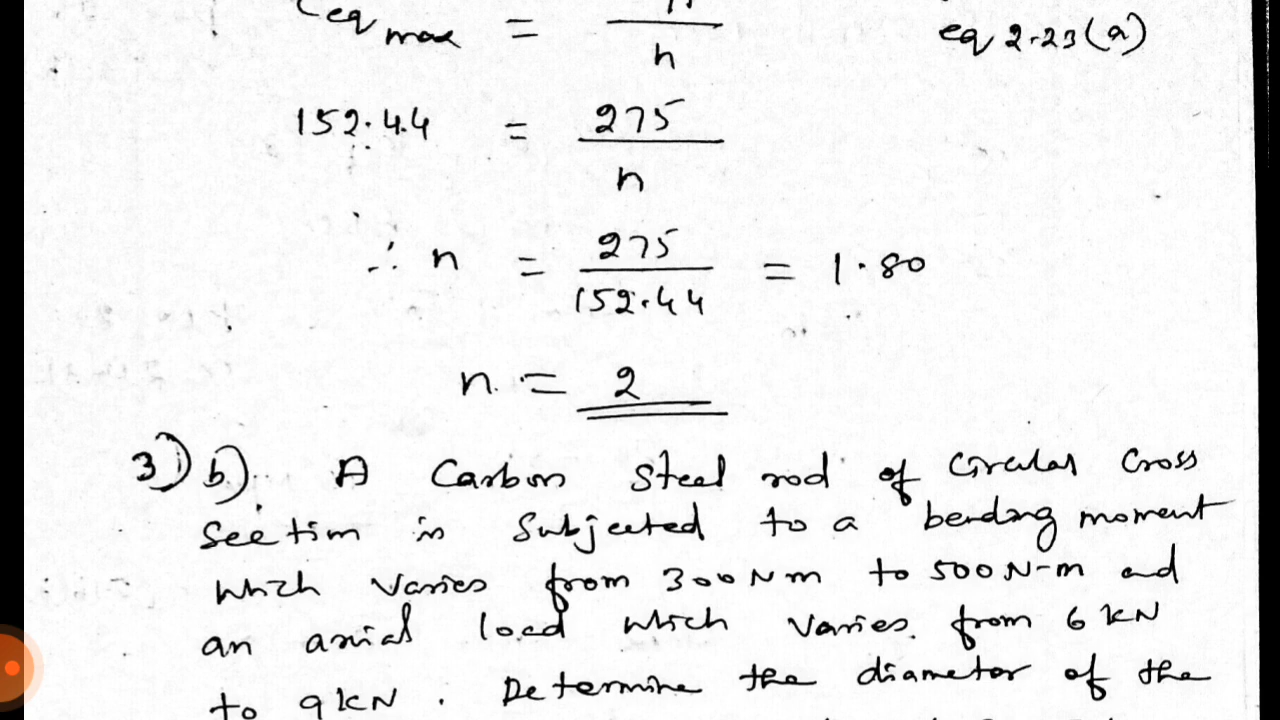 eq max = / n eq 2.23(a)
152.44 = 275 / n
∴ n = 275 / 152.44 = 1.80
n = 2
3) b). A Carbon Steel rod of Circular Cross
Section is Subjected to a bending moment
which varies from 300 Nm to 500 N-m and
an axial load which varies from 6 kN
to 9 kN . Determine the diameter of the